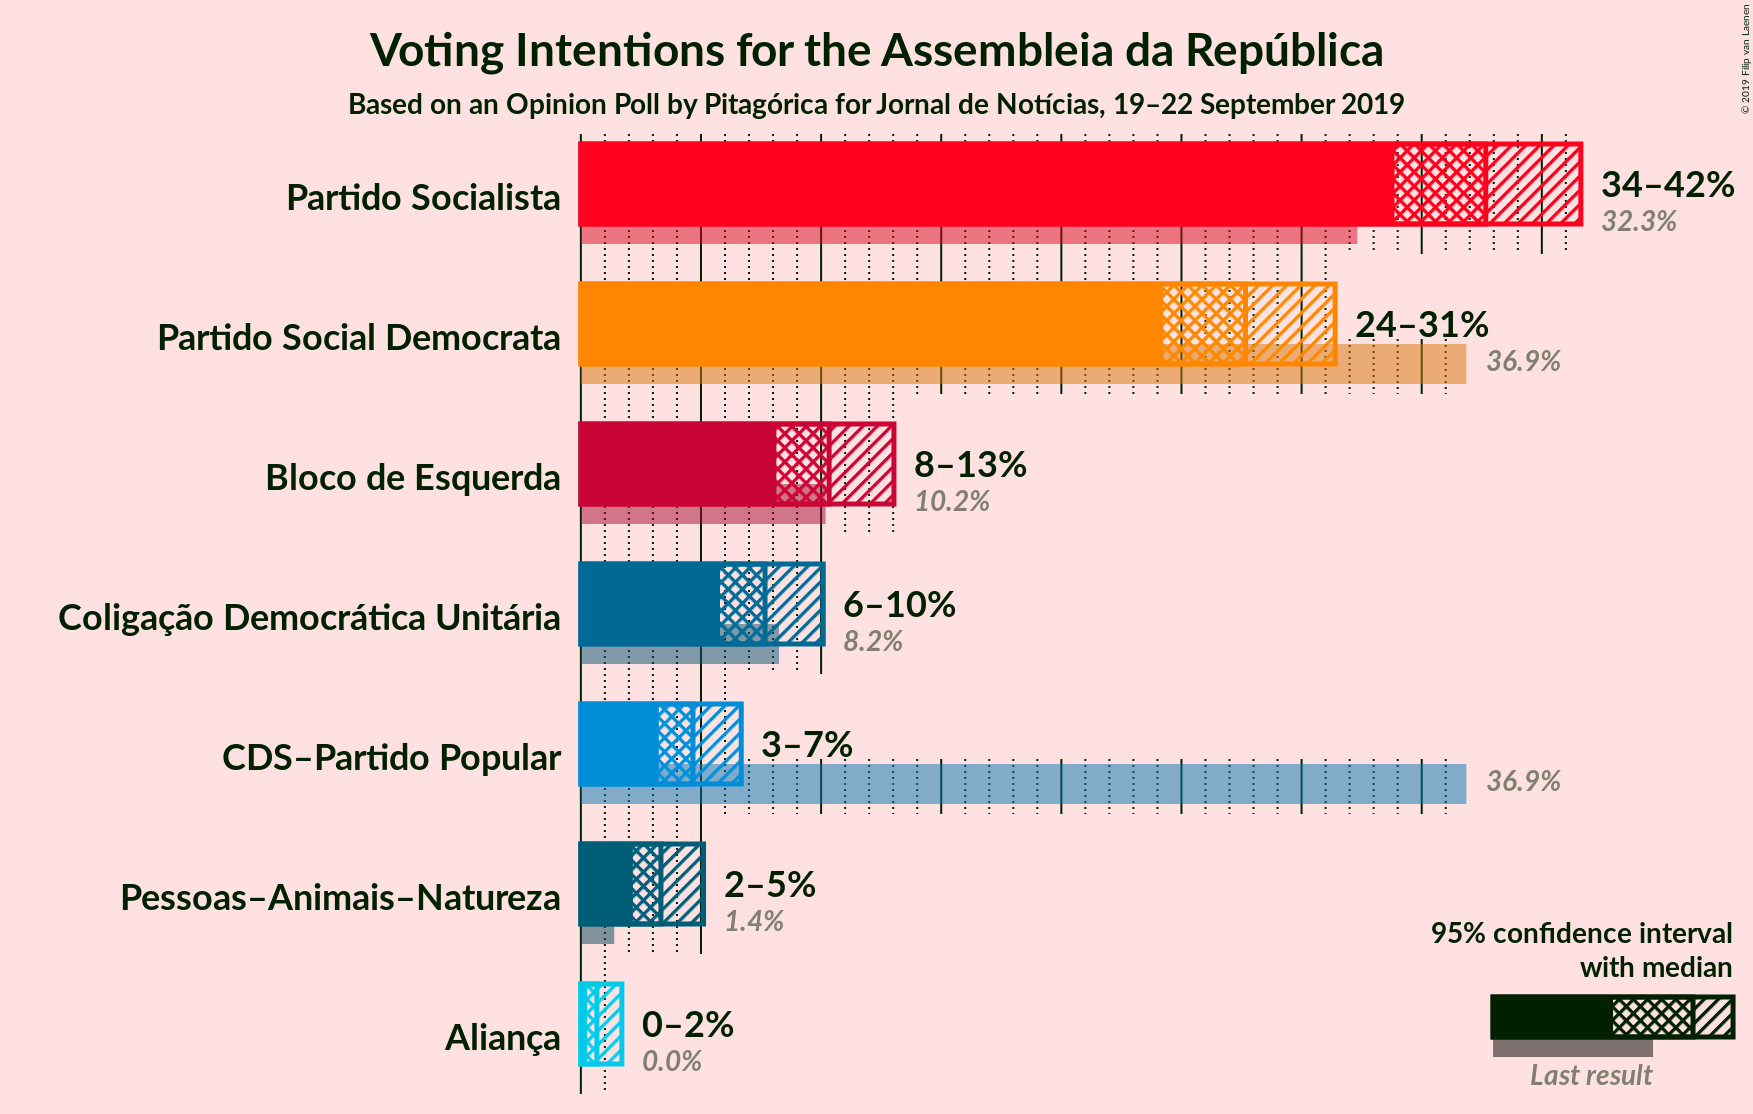 Voting Intentions for the Assembleia da República
Based on an Opinion Poll by Pitagórica for Jornal de Notícias, 19–22 September 2019
© 2019 Filip van Laenen
Partido Socialista
34–42%
32.3%
Partido Social Democrata
24–31%
36.9%
Bloco de Esquerda
8–13%
10.2%
Coligação Democrática Unitária
6–10%
8.2%
CDS–Partido Popular
3–7%
36.9%
Pessoas–Animais–Natureza
2–5%
1.4%
Aliança
0–2%
0.0%
95% confidence interval
with median
Last result